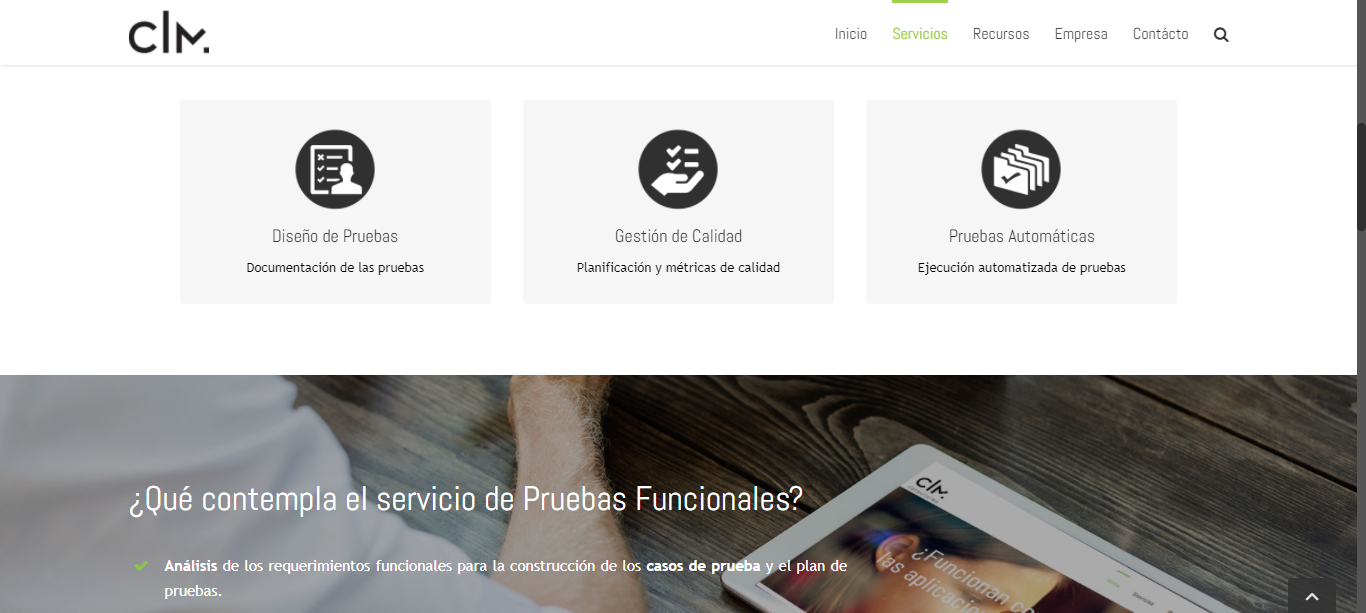 clm.
Inicio Servicios Recursos Empresa Contácto
Diseño de Pruebas
Documentación de las pruebas
Gestión de Calidad
Planificación y métricas de calidad
Pruebas Automáticas
Ejecución automatizada de pruebas
¿Qué contempla el servicio de Pruebas Funcionales?
Análisis de los requerimientos funcionales para la construcción de los casos de prueba y el plan de
pruebas.
clm.
¿Funcionan co
las aplicacio